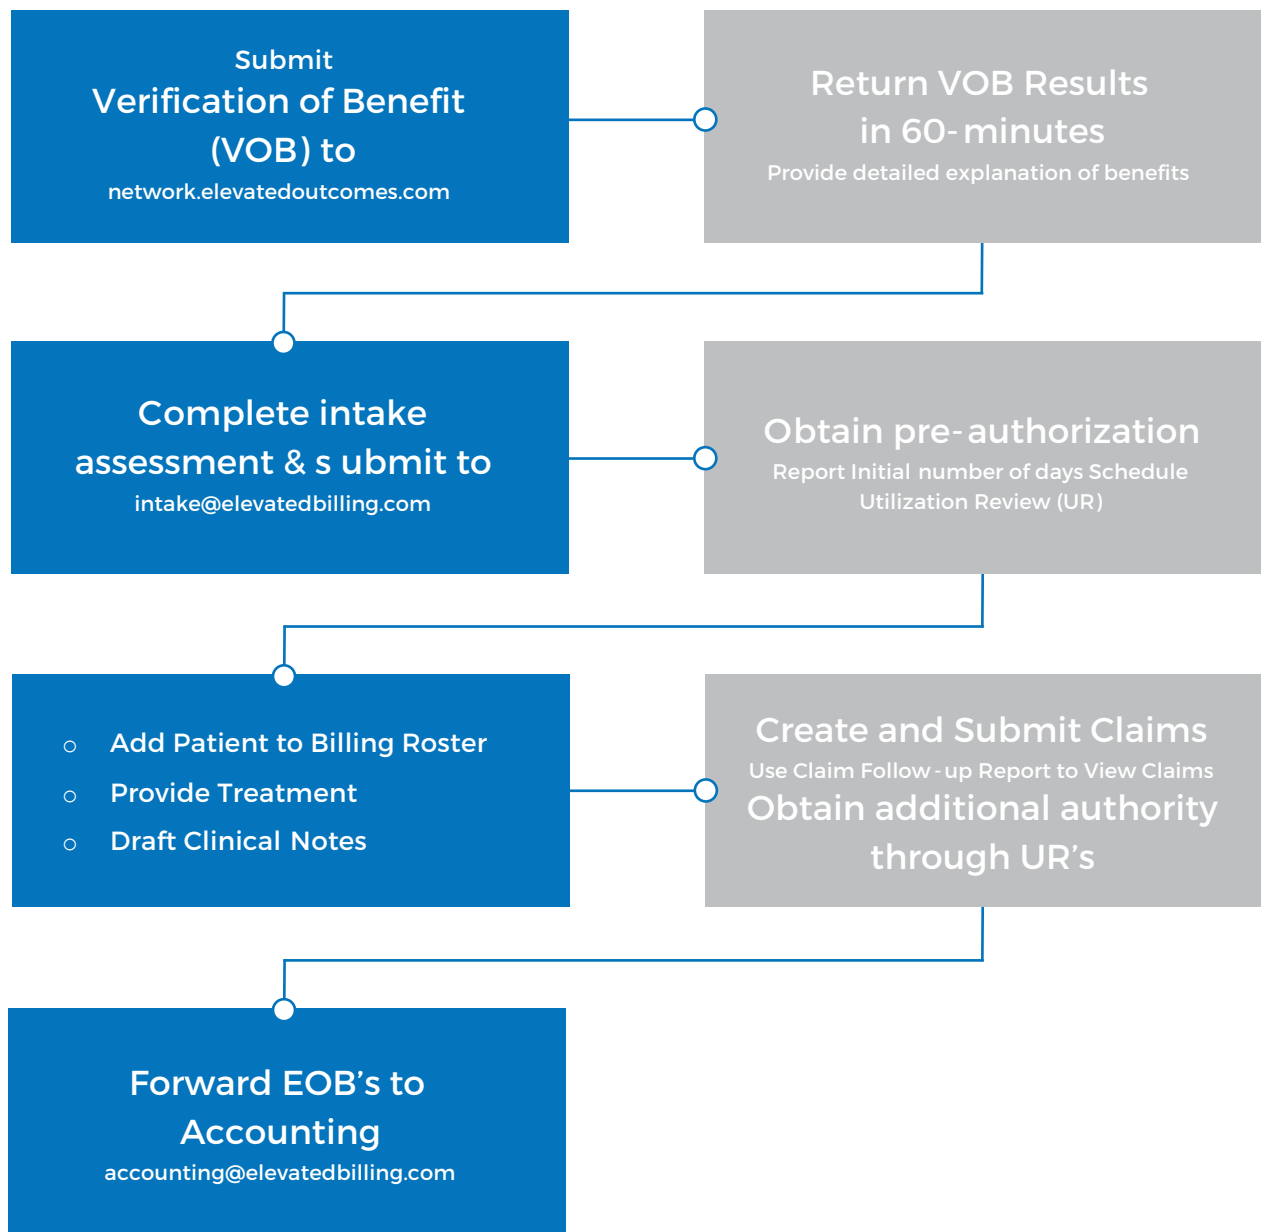 Submit
Verification of Benefit
(VOB) to
network.elevatedoutcomes.com
Return VOB Results
in 60-minutes
Provide detailed explanation of benefits
Complete intake
assessment & s ubmit to
intake@elevatedbilling.com
Obtain pre-authorization
Report Initial number of days Schedule
Utilization Review (UR)
○ Add Patient to Billing Roster
○ Provide Treatment
○ Draft Clinical Notes
Create and Submit Claims
Use Claim Follow-up Report to View Claims
Obtain additional authority
through UR’s
Forward EOB’s to
Accounting
accounting@elevatedbilling.com